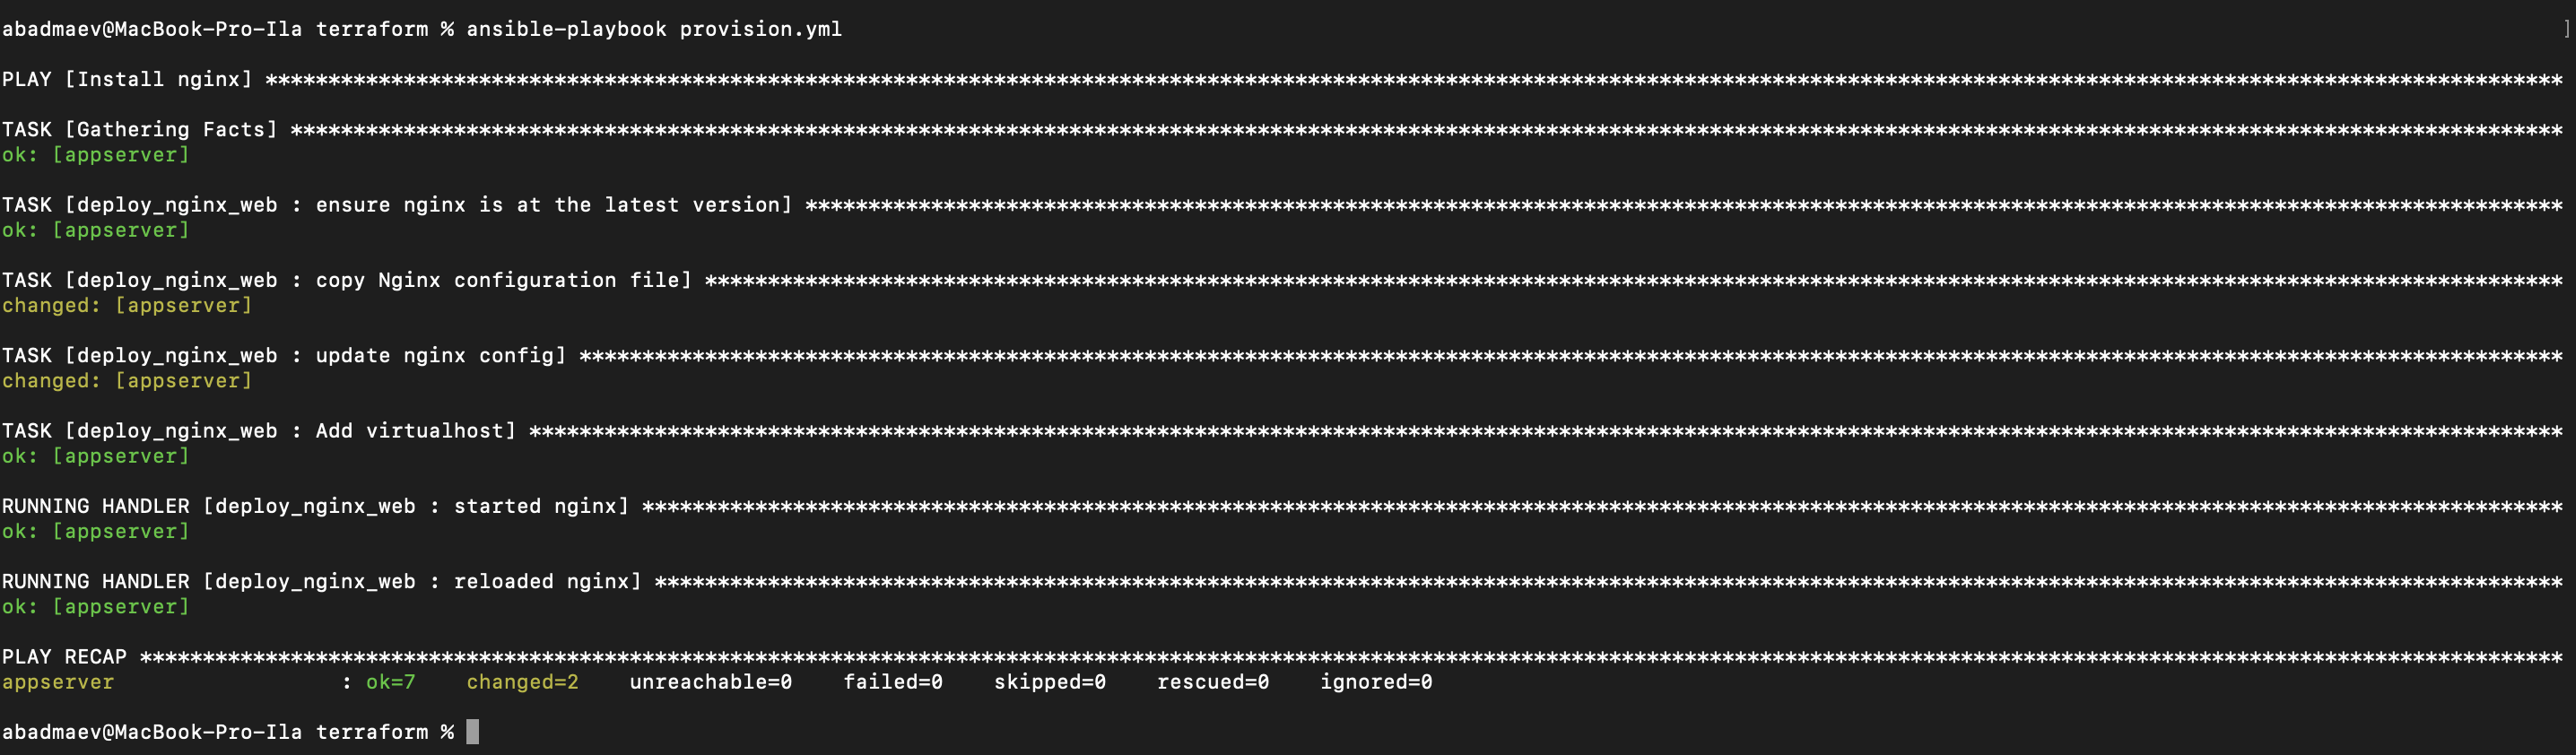 abadmaev@MacBook-Pro-Ila terraform % ansible-playbook provision.yml ]
PLAY [Install nginx] ****************************************************************************************************************************************************************************************
TASK [Gathering Facts] **************************************************************************************************************************************************************************************
ok: [appserver]
TASK [deploy_nginx_web : ensure nginx is at the latest version] *********************************************************************************************************************************************
ok: [appserver]
TASK [deploy_nginx_web : copy Nginx configuration file] *****************************************************************************************************************************************************
changed: [appserver]
TASK [deploy_nginx_web : update nginx config] ***************************************************************************************************************************************************************
changed: [appserver]
TASK [deploy_nginx_web : Add virtualhost] *******************************************************************************************************************************************************************
ok: [appserver]
RUNNING HANDLER [deploy_nginx_web : started nginx] **********************************************************************************************************************************************************
ok: [appserver]
RUNNING HANDLER [deploy_nginx_web : reloaded nginx] *********************************************************************************************************************************************************
ok: [appserver]
PLAY RECAP **************************************************************************************************************************************************************************************************
appserver                  : ok=7    changed=2    unreachable=0    failed=0    skipped=0    rescued=0    ignored=0
abadmaev@MacBook-Pro-Ila terraform %